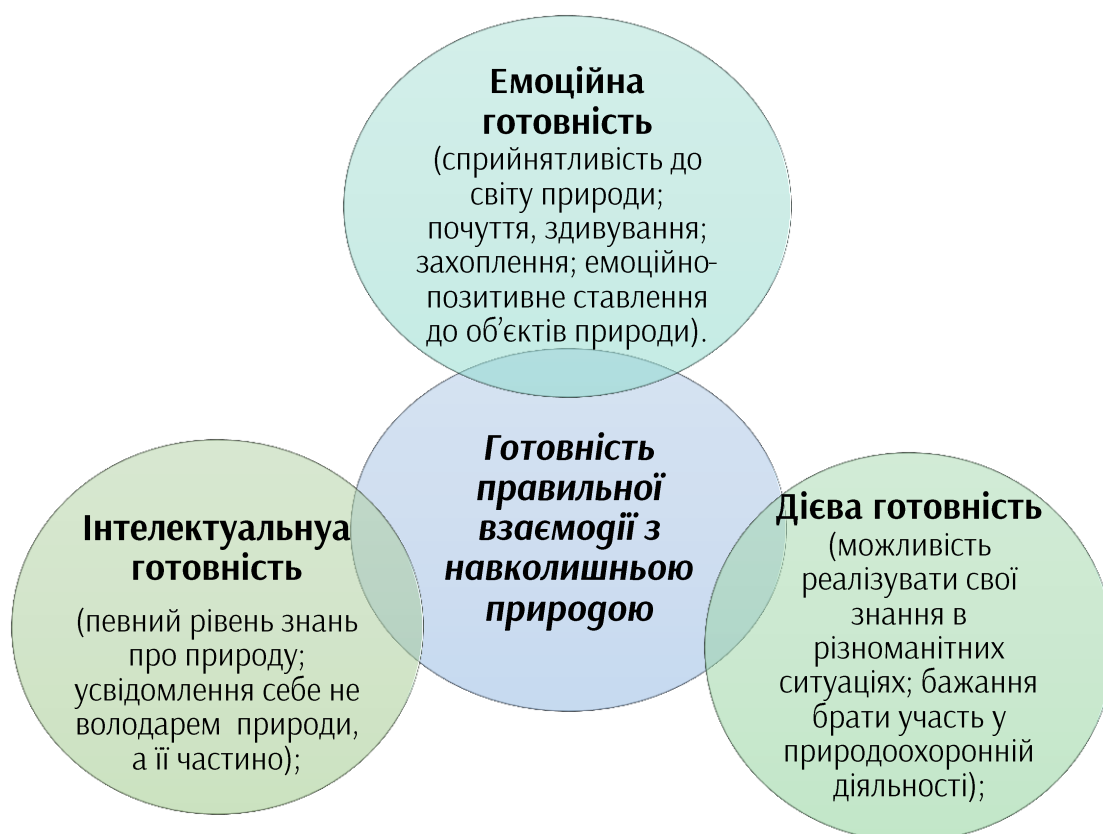 Емоційна
готовність
(сприйнятливість до
світу природи;
почуття, здивування;
захоплення; емоційно-
позитивне ставлення
до об’єктів природи).
Готовність
правильної
взаємодії з
навколишньою
природою
Інтелектуальнуа
готовність
(певний рівень знань
про природу;
усвідомлення себе не
володарем природи,
а її частино);
Дієва готовність
(можливість
реалізувати свої
знання в
різноманітних
ситуаціях; бажання
брати участь у
природоохоронній
діяльності);